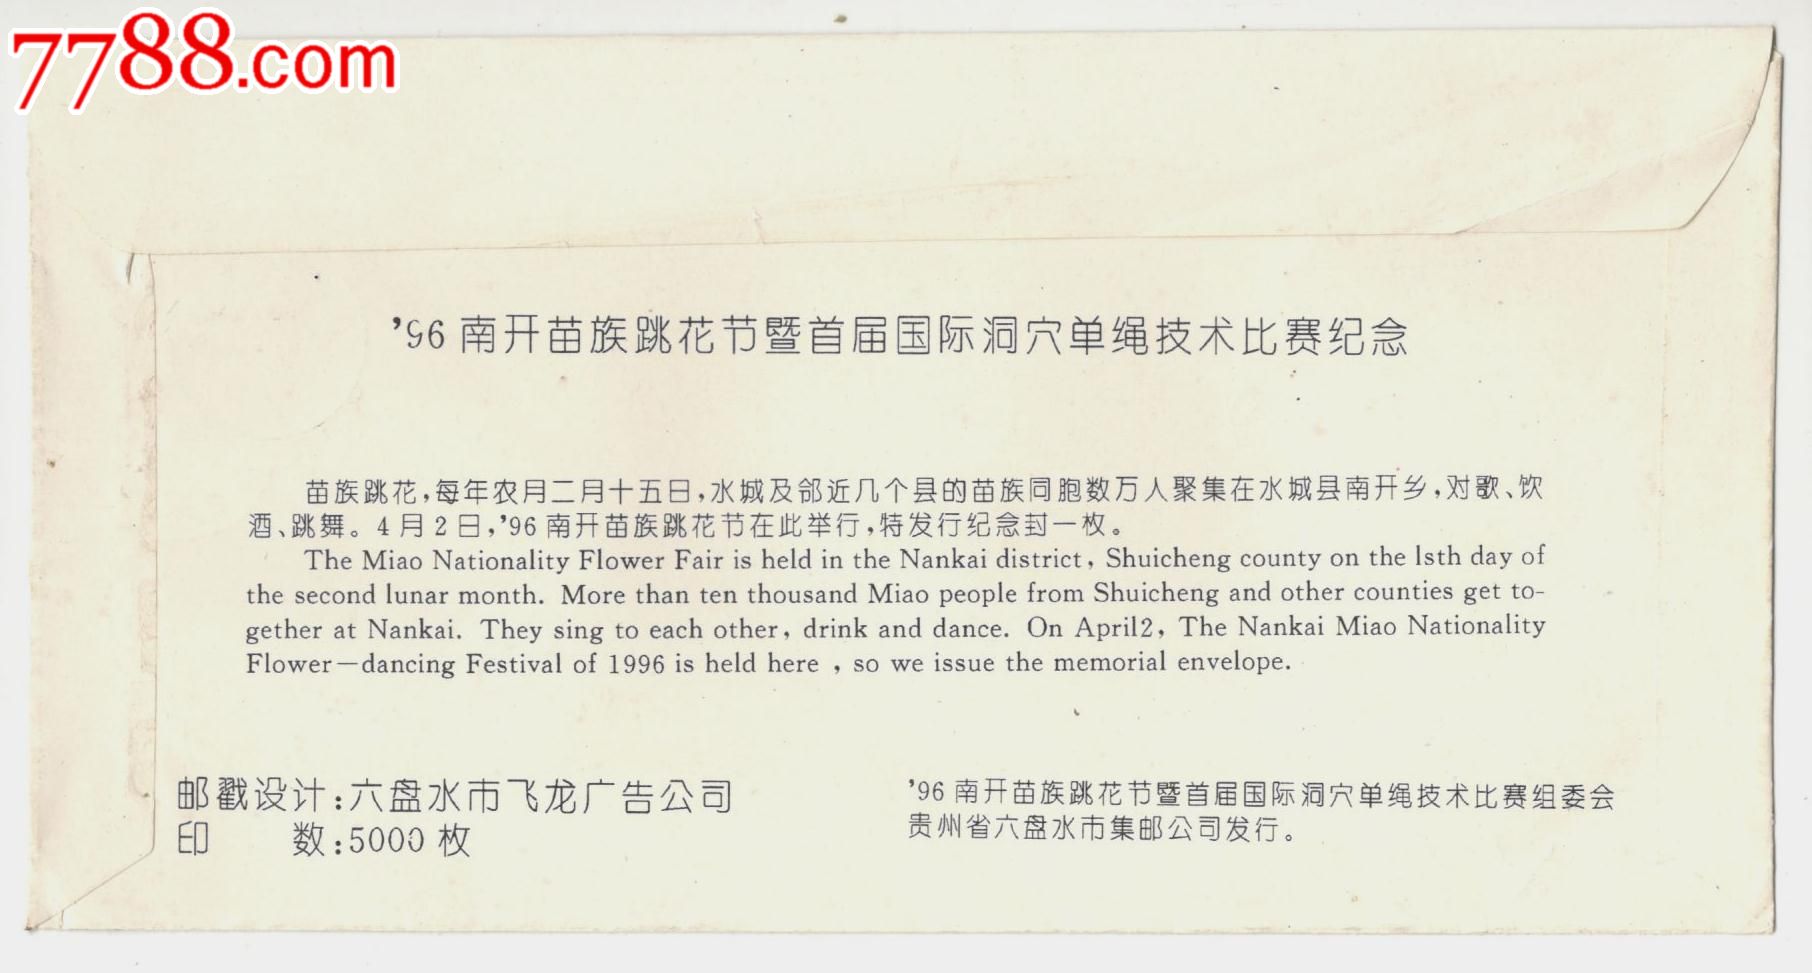 7788.com
’96 南开苗族跳花节暨首届国际洞穴单绳技术比赛纪念
苗族跳花,每年农月二月十五日,水城及邻近几个县的苗族同胞数万人聚集在水城县南开乡,对歌、饮
酒、跳舞。4 月 2 日,’96 南开苗族跳花节在此举行,特发行纪念封一枚。
The Miao Nationality Flower Fair is held in the Nankai district, Shuicheng county on the lsth day of
the second lunar month. More than ten thousand Miao people from Shuicheng and other counties get to-
gether at Nankai. They sing to each other, drink and dance. On April2, The Nankai Miao Nationality
Flower—dancing Festival of 1996 is held here , so we issue the memorial envelope.
邮戳设计:六盘水市飞龙广告公司
印 数:5000 枚
’96 南开苗族跳花节暨首届国际洞穴单绳技术比赛组委会
贵州省六盘水市集邮公司发行。